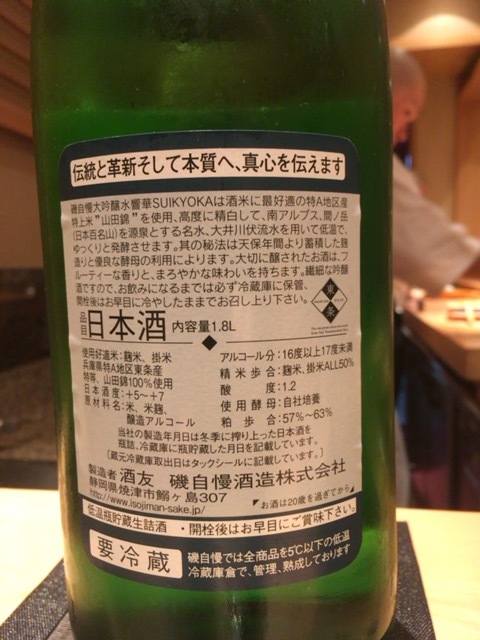 伝統と革新そして本質へ、真心を伝えます
磯自慢大吟醸水響華SUIKYOKAは酒米に最好適の特A地区産
特上米"山田錦"を使用、高度に精白して、南アルプス、間ノ岳
(日本百名山)を源泉とする名水、大井川伏流水を用いて低温で、
ゆっくりと発酵させます。其の秘法は天保年間より蓄積した麹
造りと優良な酵母の利用によります。大切に醸されたお酒は、フ
ルーティーな香りと、まろやかな味わいを持ちます。繊細な吟醸
酒ですので、お飲みになるまでは必ず冷蔵庫に保管、
開栓後はお早目に冷やしたままでお召し上り下さい。
東条
品目 日本酒 内容量1.8L
使用好適米:麹米、掛米
兵庫県特A地区東条産
特等、山田錦100%使用
日本酒度:+5~+7
原材料名:米、米麹、
醸造アルコール
アルコール分:16度以上17度未満
精米歩合:麹米、掛米ALL50%
酸度:1.2
使用酵母:自社培養
粕歩合:57%~63%
当社の製造年月日は冬季に搾り上った日本酒を
瓶詰、冷蔵庫に瓶貯蔵した月日を記載しています。
[蔵元冷蔵庫取出日はタックシールに記載しています。]
製造者 酒友 磯自慢酒造株式会社
静岡県焼津市鰯ヶ島307
http://www.isojiman-sake.jp/
お酒は20歳を過ぎてから
低温瓶貯蔵生詰酒 ・開栓後はお早目にご賞味下さい。
要冷蔵
磯自慢では全商品を5℃以下の低温
冷蔵庫倉で、管理、熟成しております